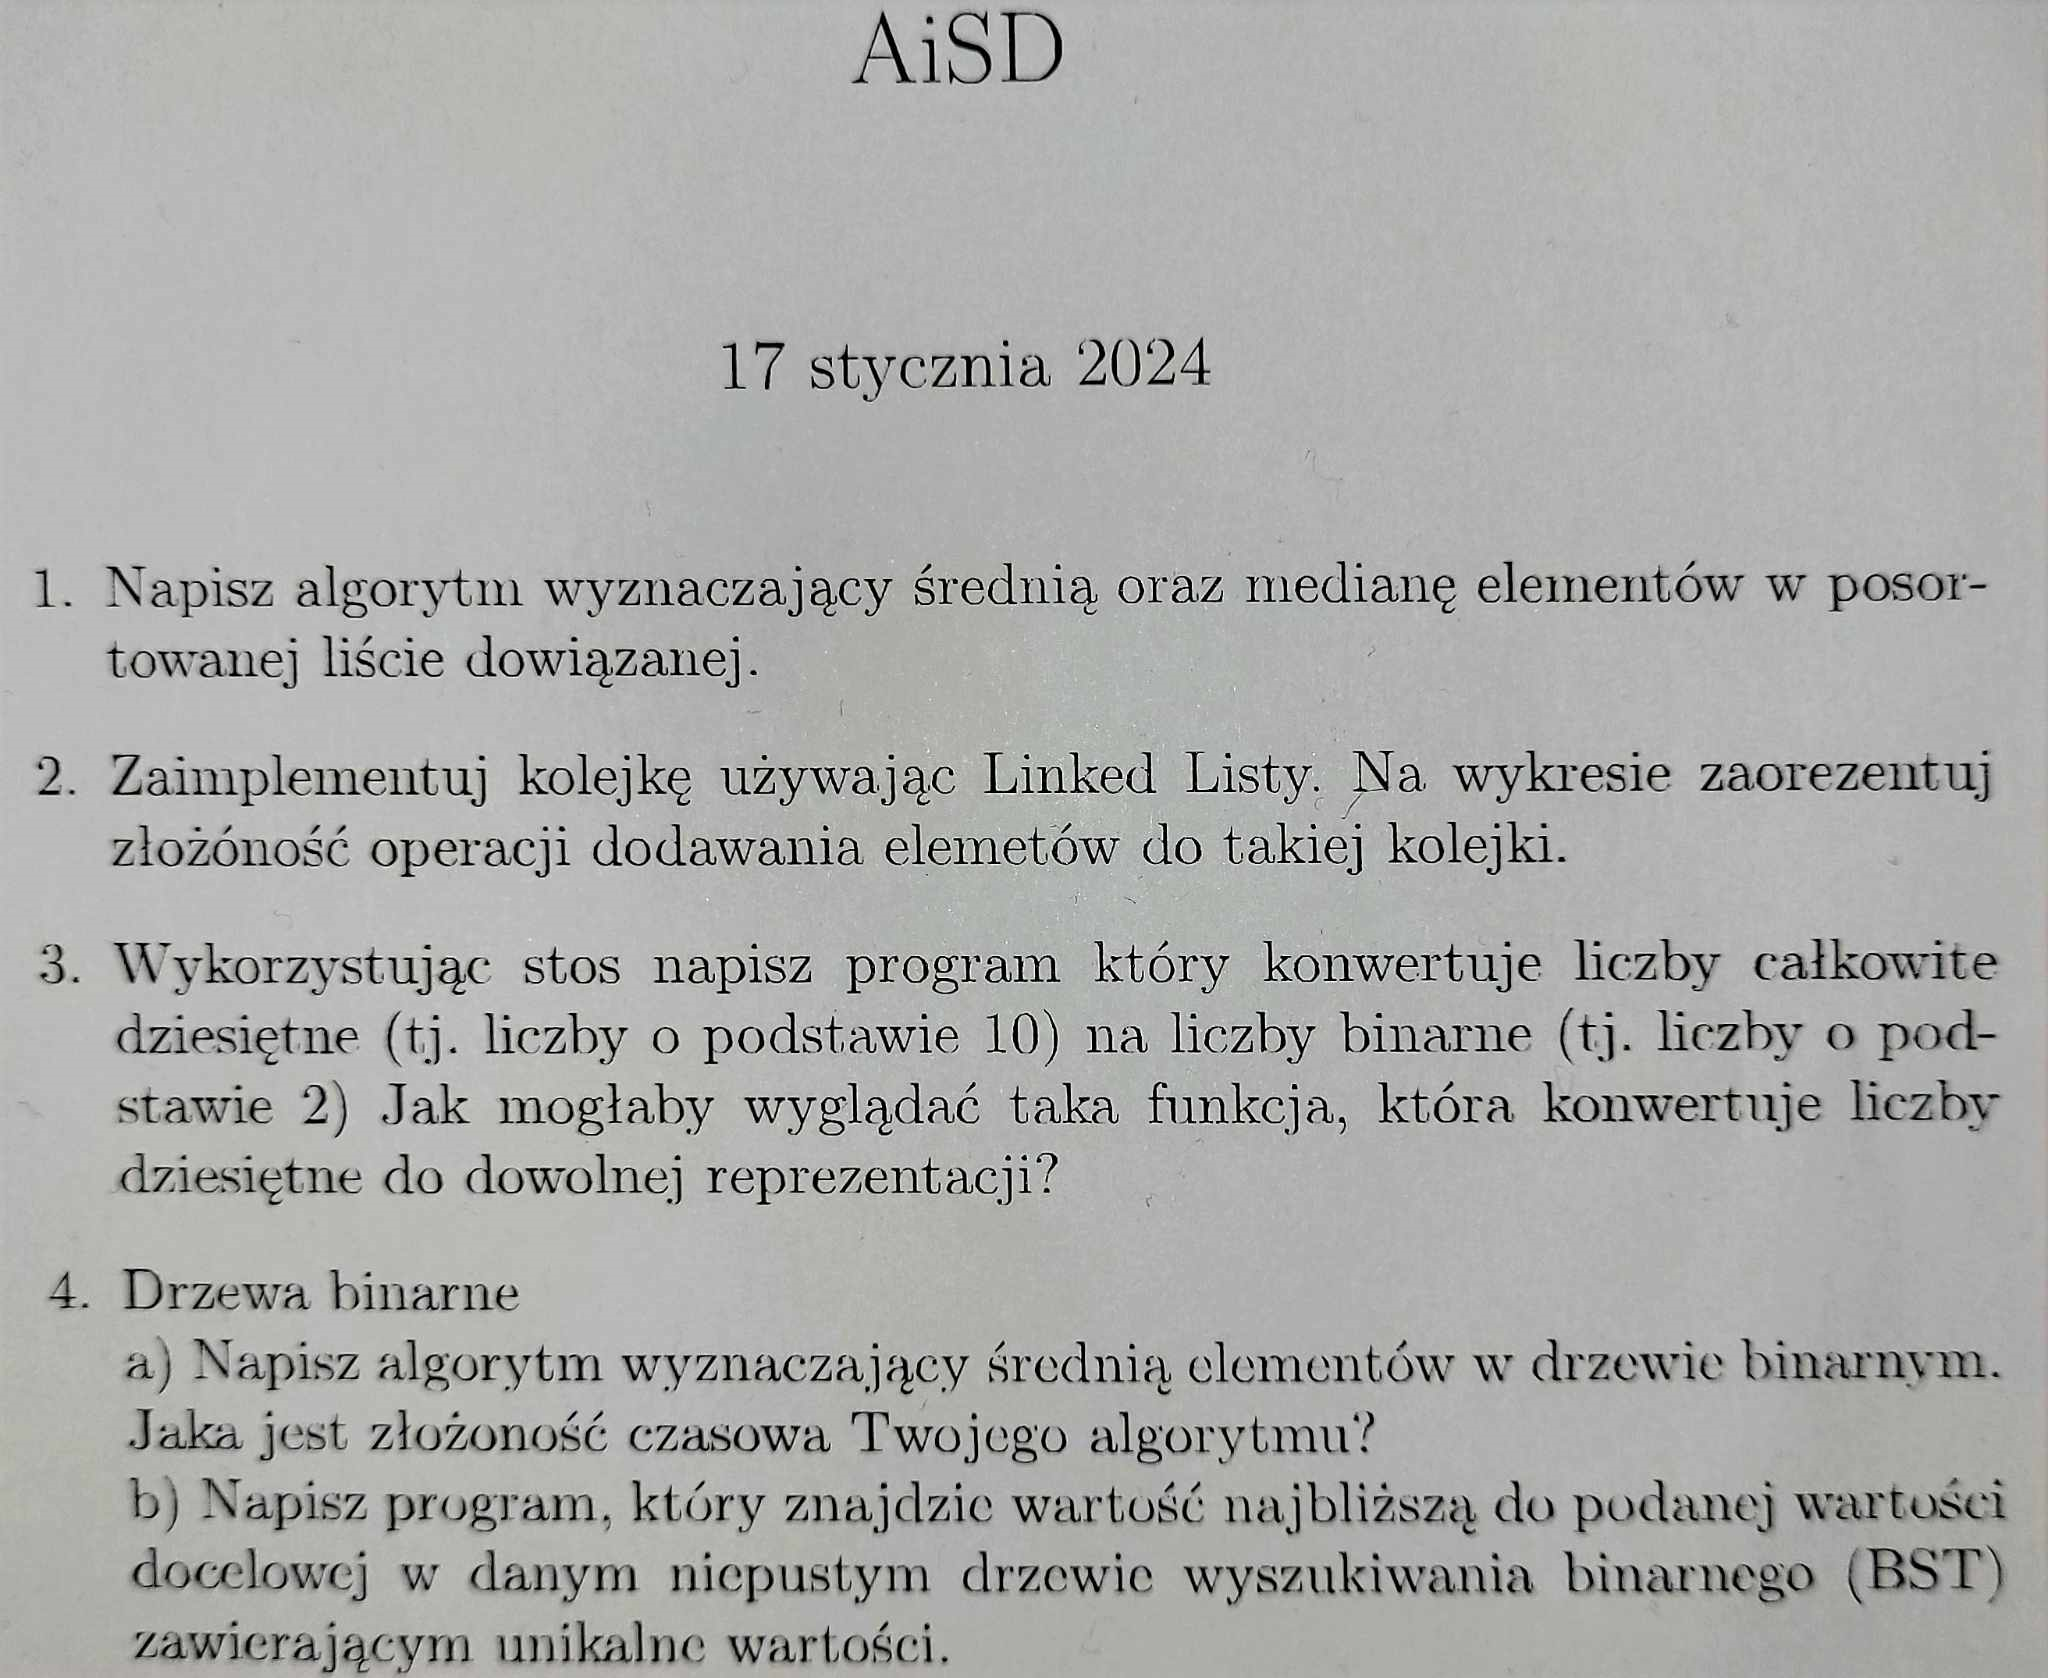 AiSD
17 stycznia 2024
1. Napisz algorytm wyznaczający średnią oraz medianę elementów w posor-
towanej liście dowiązanej.
2. Zaimplementuj kolejkę używając Linked Listy. Na wykresie zaorezentuj
złożóność operacji dodawania elemetów do takiej kolejki.
3. Wykorzystując stos napisz program który konwertuje liczby całkowite
dziesiętne (tj. liczby o podstawie 10) na liczby binarne (tj. liczby o pod-
stawie 2) Jak mogłaby wyglądać taka funkcja, która konwertuje liczby
dziesiętne do dowolnej reprezentacji?
4. Drzewa binarne
a) Napisz algorytm wyznaczający średnią elementów w drzewie binarnym.
Jaka jest złożoność czasowa Twojego algorytmu?
b) Napisz program, który znajdzie wartość najbliższą do podanej wartości
docelowej w danym niepustym drzewie wyszukiwania binarnego (BST)
zawierającym unikalne wartości.